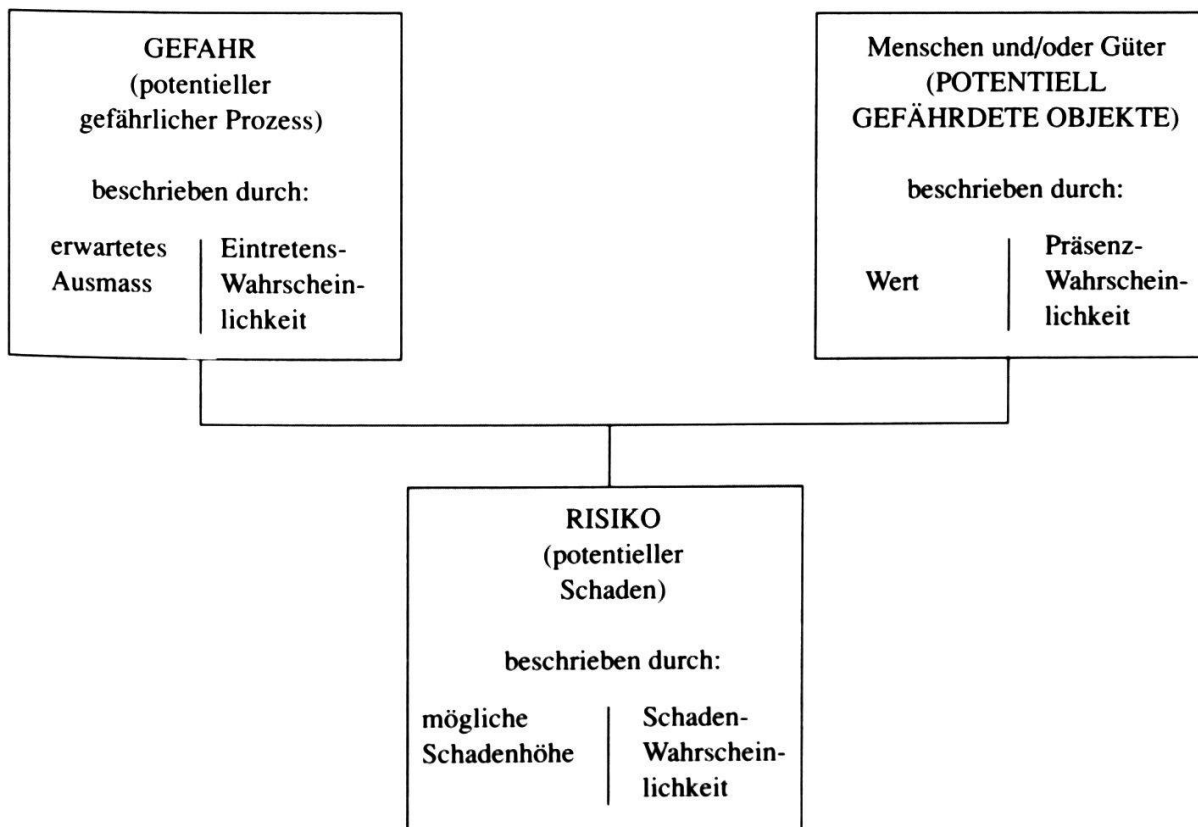 GEFAHR
(potentieller
gefährlicher Prozess)
beschrieben durch:
erwartetes
Ausmass
Eintretens-
Wahrschein-
lichkeit
Menschen und/oder Güter
(POTENTIELL
GEFÄHRDETE OBJEKTE)
beschrieben durch:
Wert
Präsenz-
Wahrschein-
lichkeit
RISIKO
(potentieller
Schaden)
beschrieben durch:
mögliche
Schadenhöhe
Schaden-
Wahrschein-
lichkeit